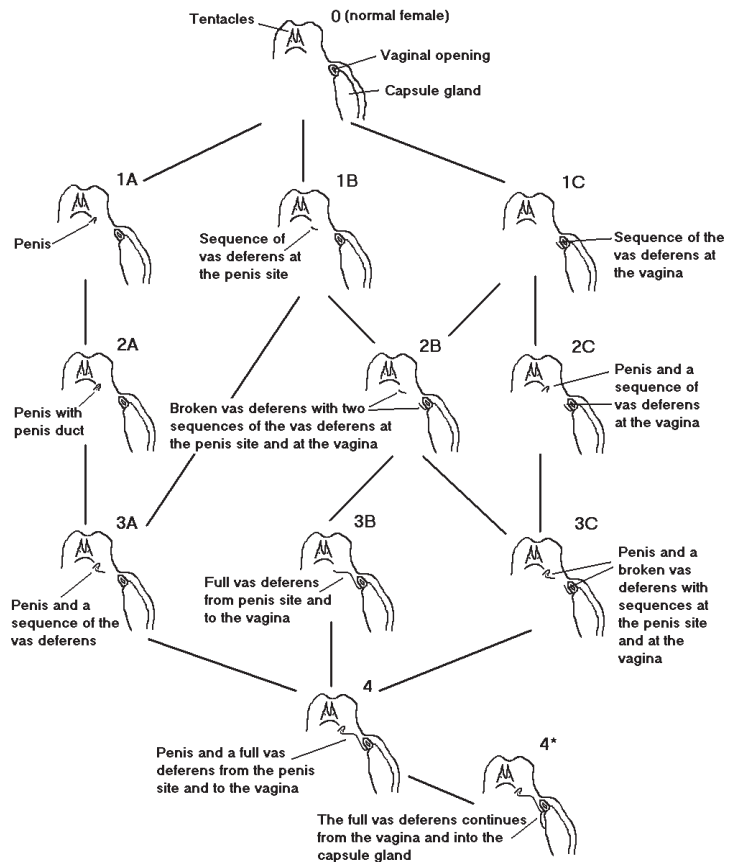 Tentacles
0 (normal female)
Vaginal opening
Capsule gland
1A
1B
1C
Penis
Sequence of
vas deferens at
the penis site
Sequence of the
vas deferens at
the vagina
2A
2B
2C
Penis with
penis duct
Broken vas deferens with two
sequences of the vas deferens at
the penis site and at the vagina
Penis and a
sequence of
vas deferens
at the vagina
3A
3B
3C
Penis and a
sequence of the
vas deferens
Full vas deferens
from penis site and
to the vagina
Penis and a
broken vas
deferens with
sequences at
the penis site
and at the
vagina
4
Penis and a full vas
deferens from the penis
site and to the vagina
4*
The full vas deferens continues
from the vagina and into the
capsule gland